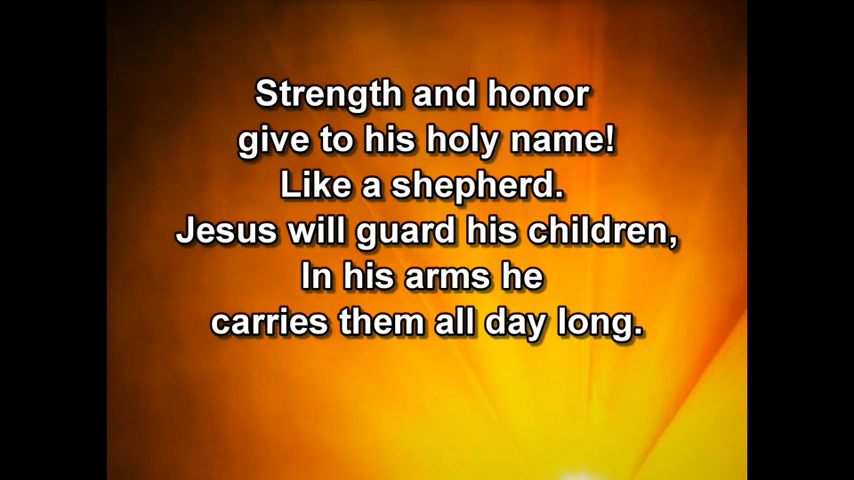 Strength and honor
give to his holy name!
Like a shepherd.
Jesus will guard his children,
In his arms he
carries them all day long.